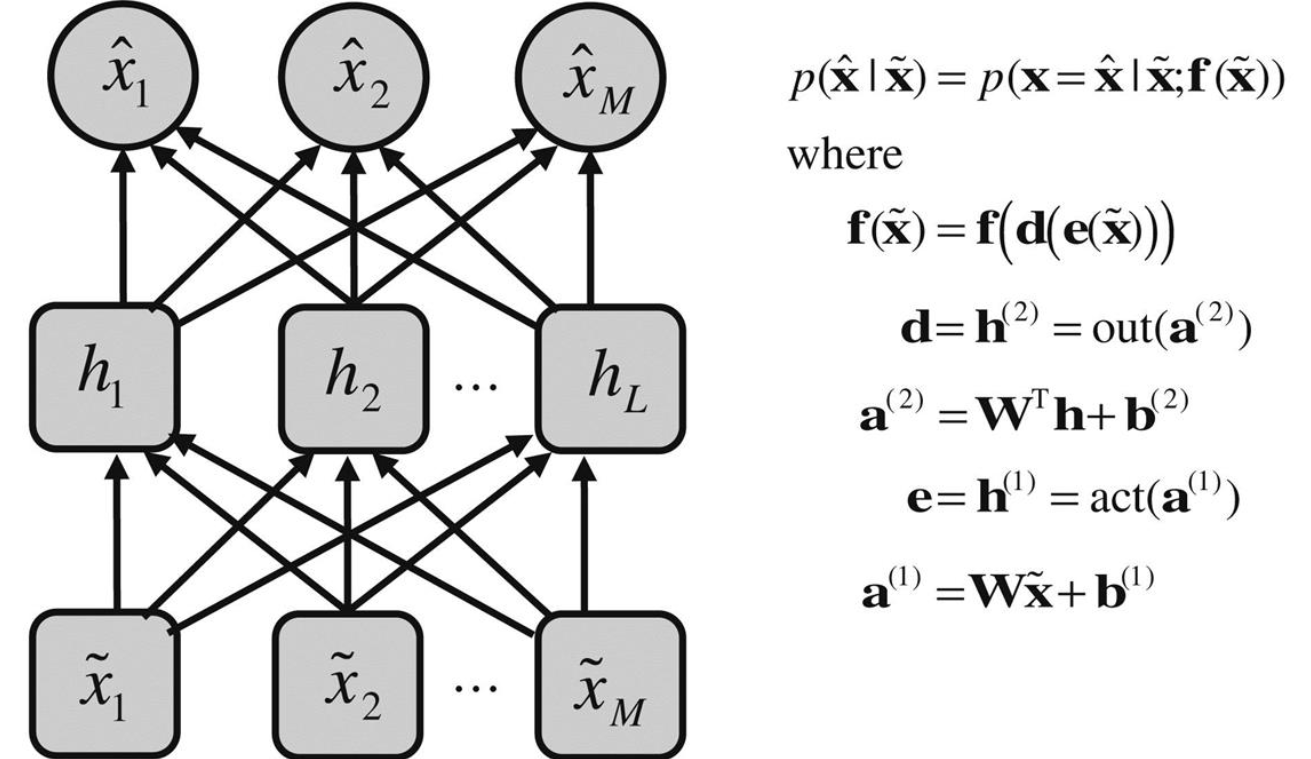 x̂₁ x̂₂ x̂_M
h₁ h₂ ... h_L
x̃₁ x̃₂ ... x̃_M
p(x̂ | x̃) = p(x = x̂ | x̃; f(x̃))
where
f(x̃) = f(d(e(x̃)))
d = h⁽²⁾ = out(a⁽²⁾)
a⁽²⁾ = Wᵀh + b⁽²⁾
e = h⁽¹⁾ = act(a⁽¹⁾)
a⁽¹⁾ = Wx̃ + b⁽¹⁾